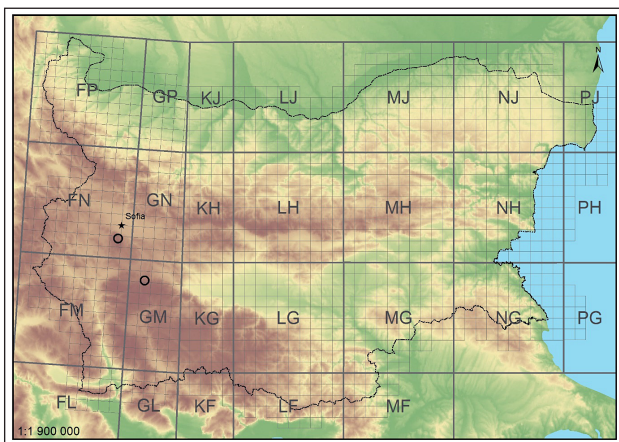 N
FP GP KJ LJ MJ NJ PJ
FN GN KH LH MH NH PH
Sofia
FM GM KG LG MG NG PG
FL GL KF LF MF
1:1 900 000